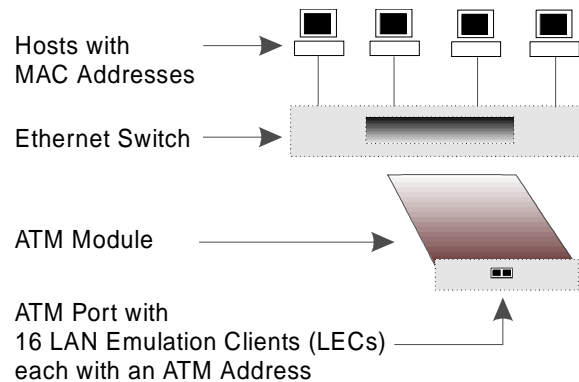 Hosts with
MAC Addresses
Ethernet Switch
ATM Module
ATM Port with
16 LAN Emulation Clients (LECs)
each with an ATM Address